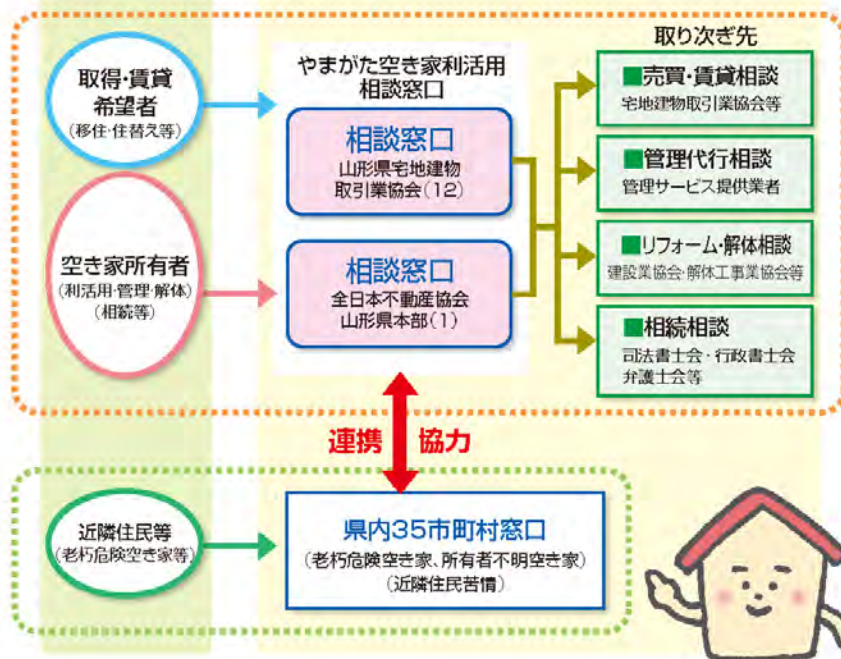 取得・賃貸
希望者
(移住・住替え等)
空き家所有者
(利活用・管理・解体)
(相続等)
やまがた空き家利活用
相談窓口
相談窓口
山形県宅地建物
取引業協会(12)
相談窓口
全日本不動産協会
山形県本部(1)
取り次ぎ先
■売買・賃貸相談
宅地建物取引業協会等
■管理代行相談
管理サービス提供業者
■リフォーム・解体相談
建設業協会・解体工事業協会等
■相続相談
司法書士会・行政書士会
弁護士会等
連携 協力
近隣住民等
(老朽危険空き家等)
県内35市町村窓口
(老朽危険空き家、所有者不明空き家)
(近隣住民苦情)